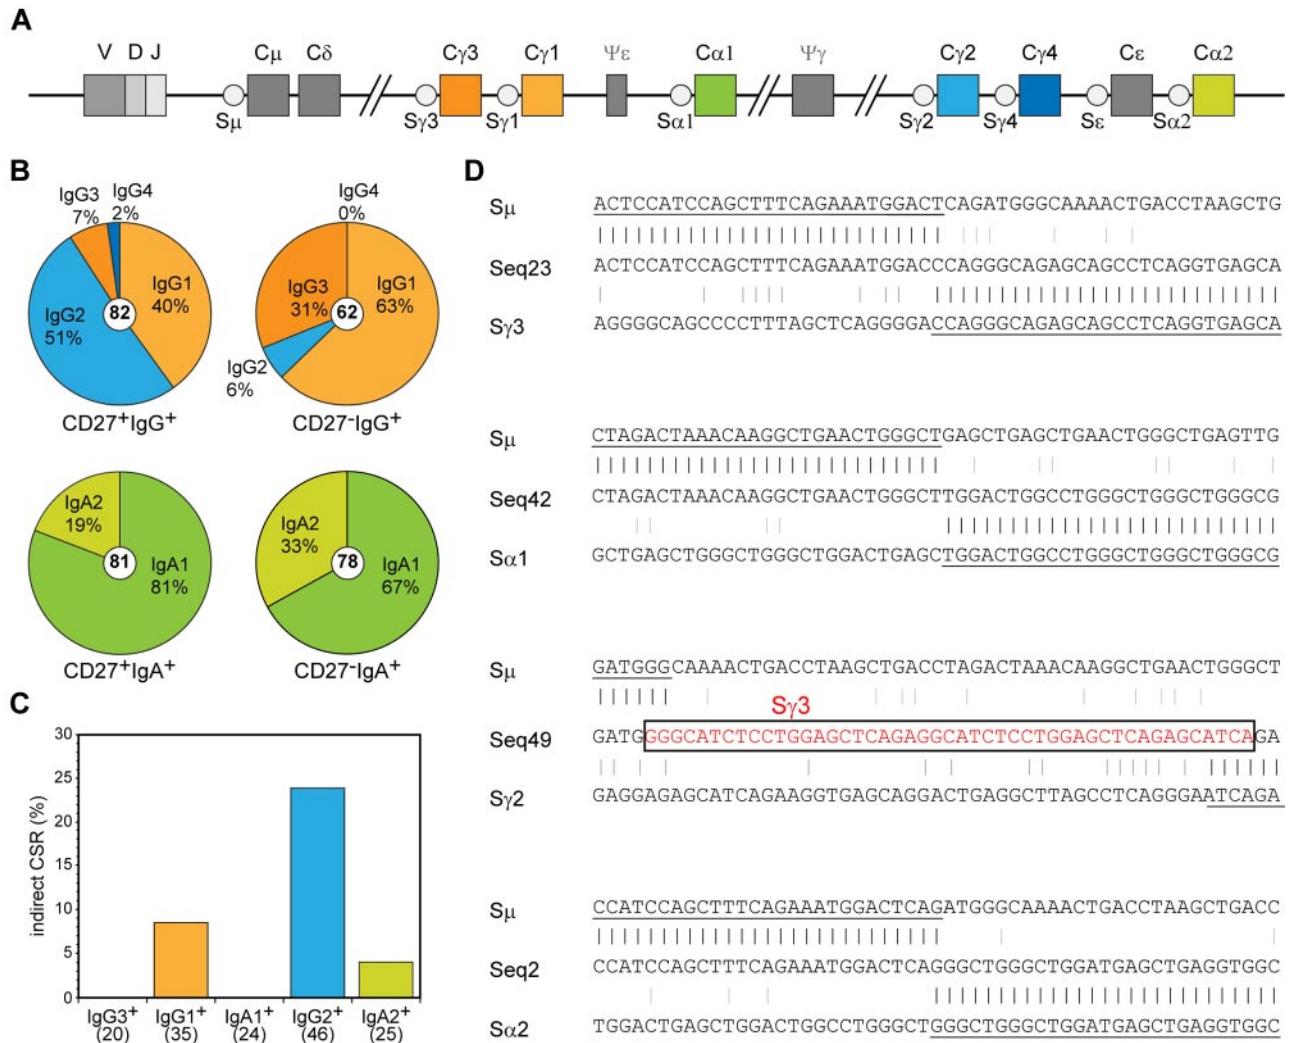 A
V D J Cμ Cδ Cγ3 Cγ1 Ψε Cα1 Ψγ Cγ2 Cγ4 Cε Cα2
Sμ Sγ3 Sγ1 Sα1 Sγ2 Sγ4 Sε Sα2
B
IgG3
7%
IgG4
2%
IgG2
51%
82
IgG1
40%
CD27+IgG+
IgG4
0%
IgG3
31%
62
IgG1
63%
IgG2
6%
CD27-IgG+
IgA2
19%
81
IgA1
81%
CD27+IgA+
IgA2
33%
78
IgA1
67%
CD27-IgA+
C
indirect CSR (%)
30
25
20
15
10
5
0
IgG3+ IgG1+ IgA1+ IgG2+ IgA2+
(20) (35) (24) (46) (25)
D
Sμ ACTCCATCCAGCTTTCAGAAATGGACTCAGATGGGCAAAACTGACCTAAGCTG
Seq23 ACTCCATCCAGCTTTCAGAAATGGACCCAGGGCAGAGCAGCCTCAGGTGAGCA
Sγ3 AGGGGCAGCCCCTTTAGCTCAGGGGACCAGGGCAGAGCAGCCTCAGGTGAGCA
Sμ CTAGACTAAACAAGGCTGAACTGGGCTGAGCTGAGCTGAACTGGGCTGAGTTG
Seq42 CTAGACTAAACAAGGCTGAACTGGGCTTGGACTGGCCTGGGCTGGGCTGGGCG
Sα1 GCTGAGCTGGGCTGGGCTGGACTGAGCTGGACTGGCCTGGGCTGGGCTGGGCG
Sμ GATGGGCAAAACTGACCTAAGCTGACCTAGACTAAACAAGGCTGAACTGGGCT
Sγ3
Seq49 GATGGGGCATCTCCTGGAGCTCAGAGGCATCTCCTGGAGCTCAGAGCATCAGA
Sγ2 GAGGAGAGCATCAGAAGGTGAGCAGGACTGAGGCTTAGCCTCAGGGAATCAGA
Sμ CCATCCAGCTTTCAGAAATGGACTCAGATGGGCAAAACTGACCTAAGCTGACC
Seq2 CCATCCAGCTTTCAGAAATGGACTCAGGGCTGGGCTGGATGAGCTGAGGTGGC
Sα2 TGGACTGAGCTGGACTGGCCTGGGCTGGGCTGGGCTGGATGAGCTGAGGTGGC